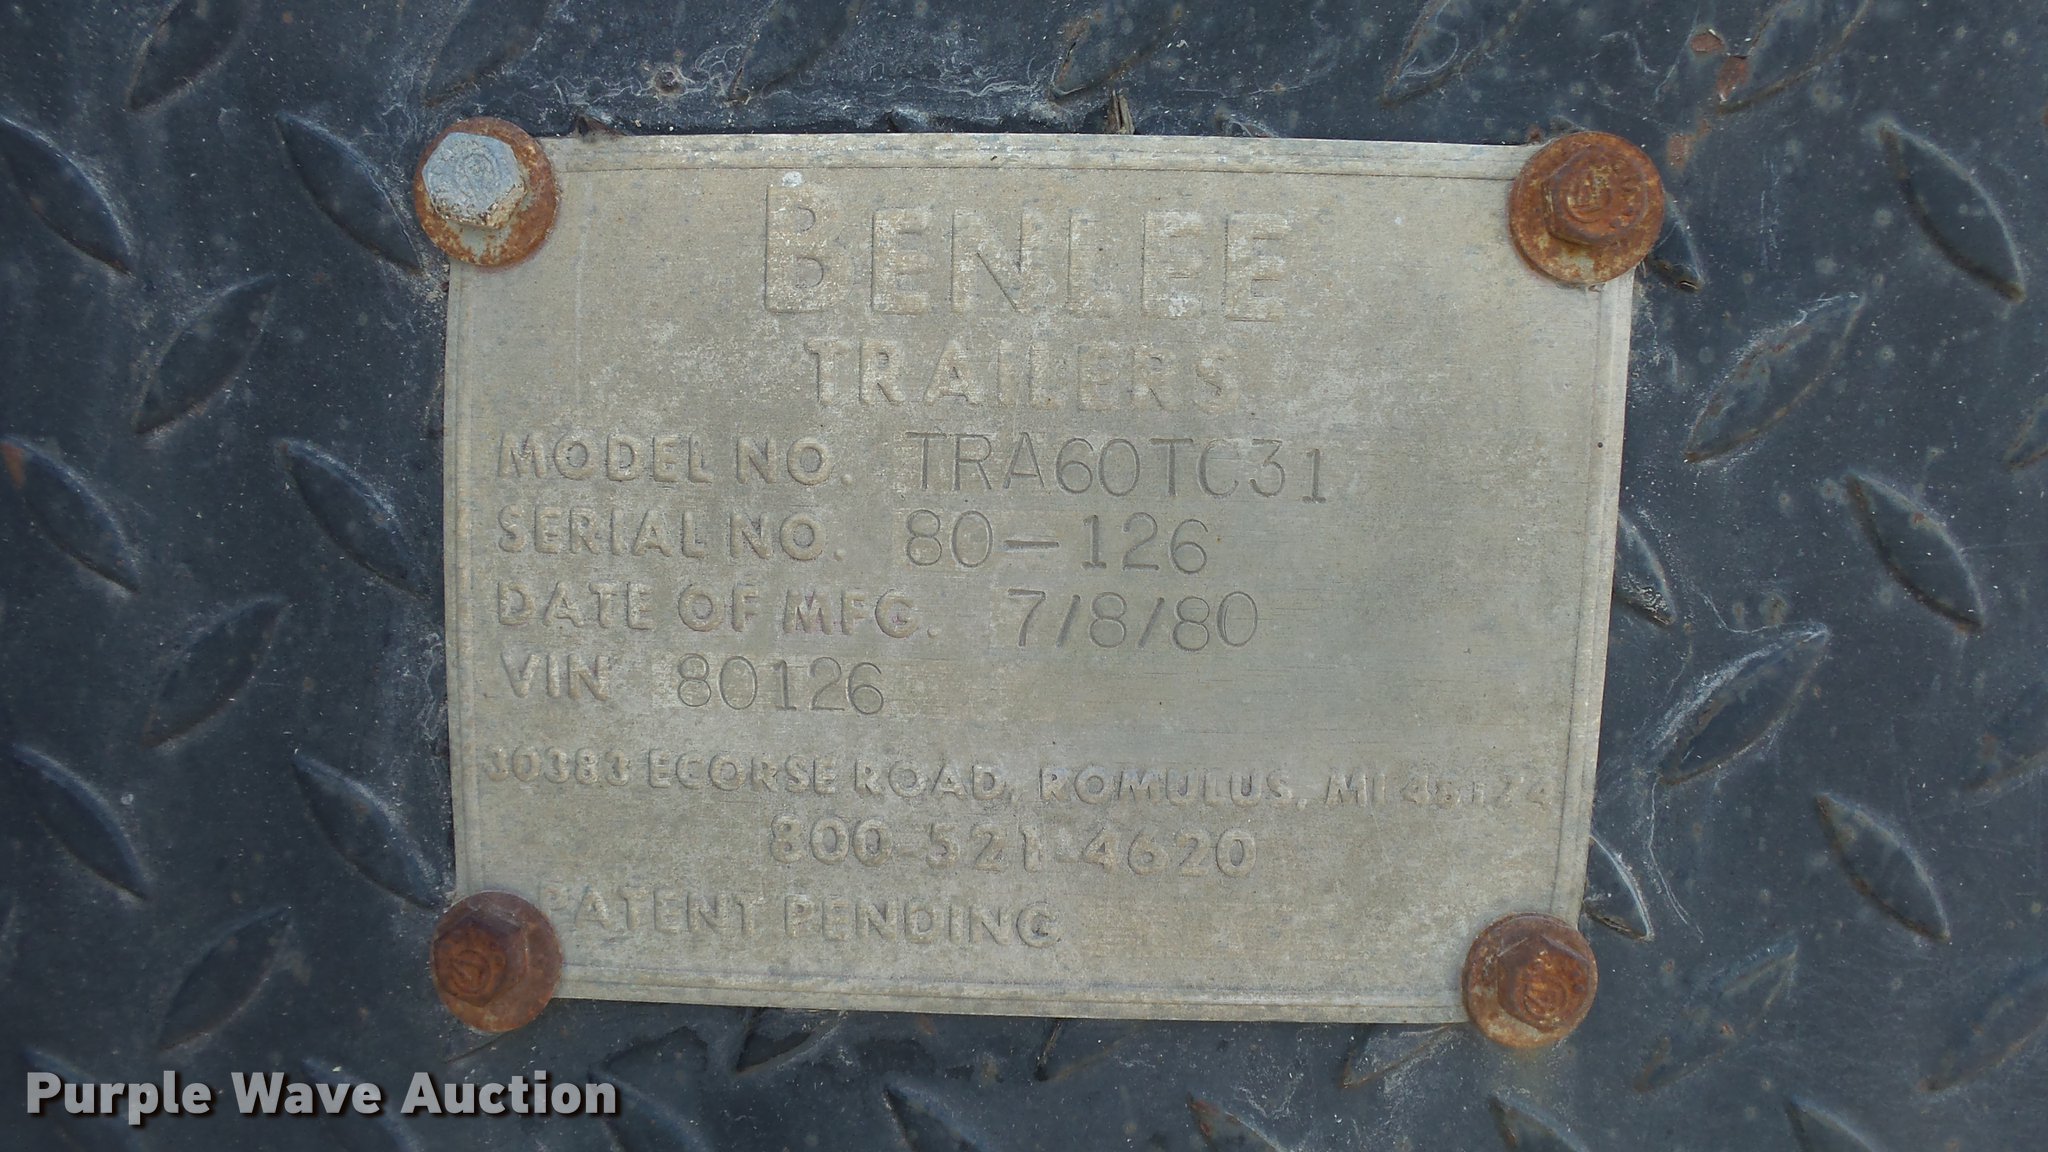 BENLEE
TRAILERS
MODEL NO. TRA60TC31
SERIAL NO. 80-126
DATE OF MFG. 7/8/80
VIN 80126
30383 ECORSE ROAD, ROMULUS, MI 48174
800-521-4620
PATENT PENDING
Purple Wave Auction